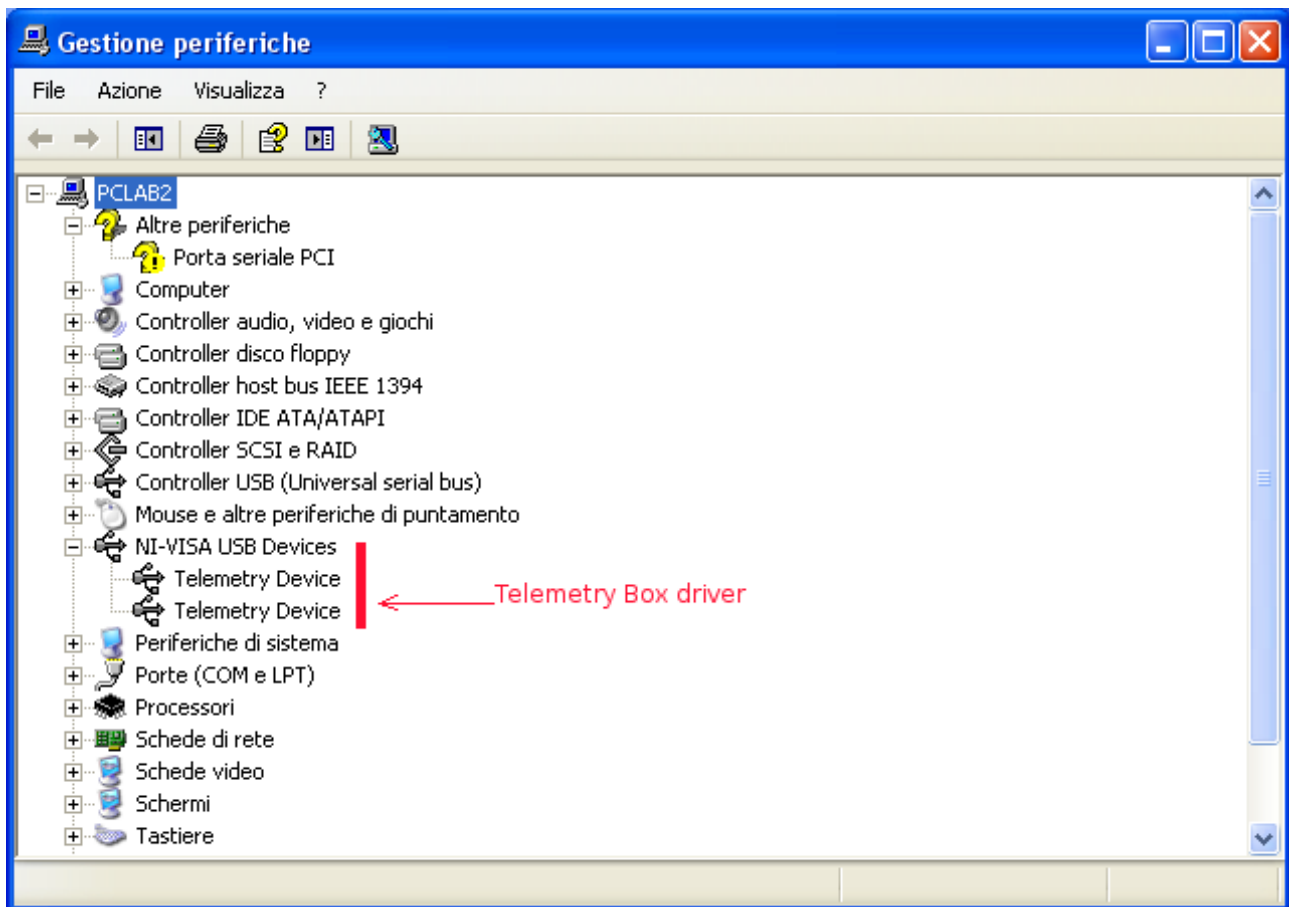 Gestione periferiche
File Azione Visualizza ?
PCLAB2
Altre periferiche
Porta seriale PCI
Computer
Controller audio, video e giochi
Controller disco floppy
Controller host bus IEEE 1394
Controller IDE ATA/ATAPI
Controller SCSI e RAID
Controller USB (Universal serial bus)
Mouse e altre periferiche di puntamento
NI-VISA USB Devices
Telemetry Device
Telemetry Device
Telemetry Box driver
Periferiche di sistema
Porte (COM e LPT)
Processori
Schede di rete
Schede video
Schermi
Tastiere